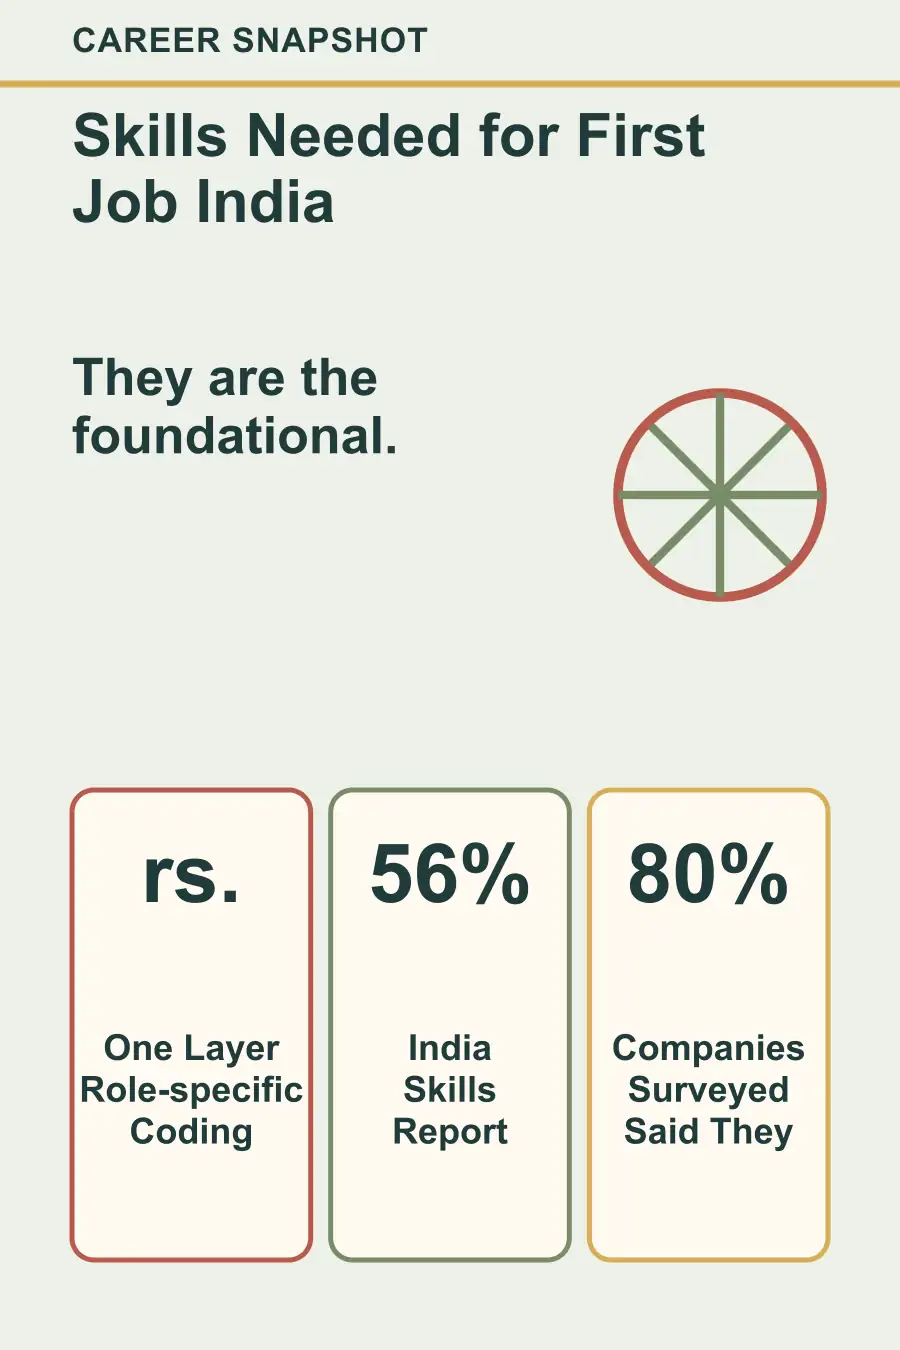 CAREER SNAPSHOT
Skills Needed for First
Job India
They are the
foundational.
rs.
One Layer
Role-specific
Coding
56%
India
Skills
Report
80%
Companies
Surveyed
Said They